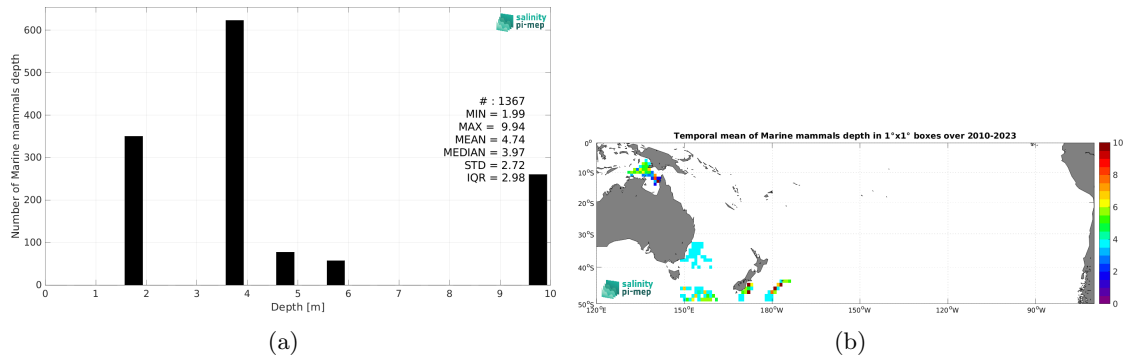 600
500
400
300
200
100
0
Number of Marine mammals depth
0 1 2 3 4 5 6 7 8 9 10
Depth [m]
salinity
pi-mep
# : 1367
MIN = 1.99
MAX = 9.94
MEAN = 4.74
MEDIAN = 3.97
STD = 2.72
IQR = 2.98
(a)
Temporal mean of Marine mammals depth in 1°x1° boxes over 2010-2023
0°
10°S
20°S
30°S
40°S
50°S
120°E 150°E 180°W 150°W 120°W 90°W
salinity
pi-mep
10
8
6
4
2
0
(b)